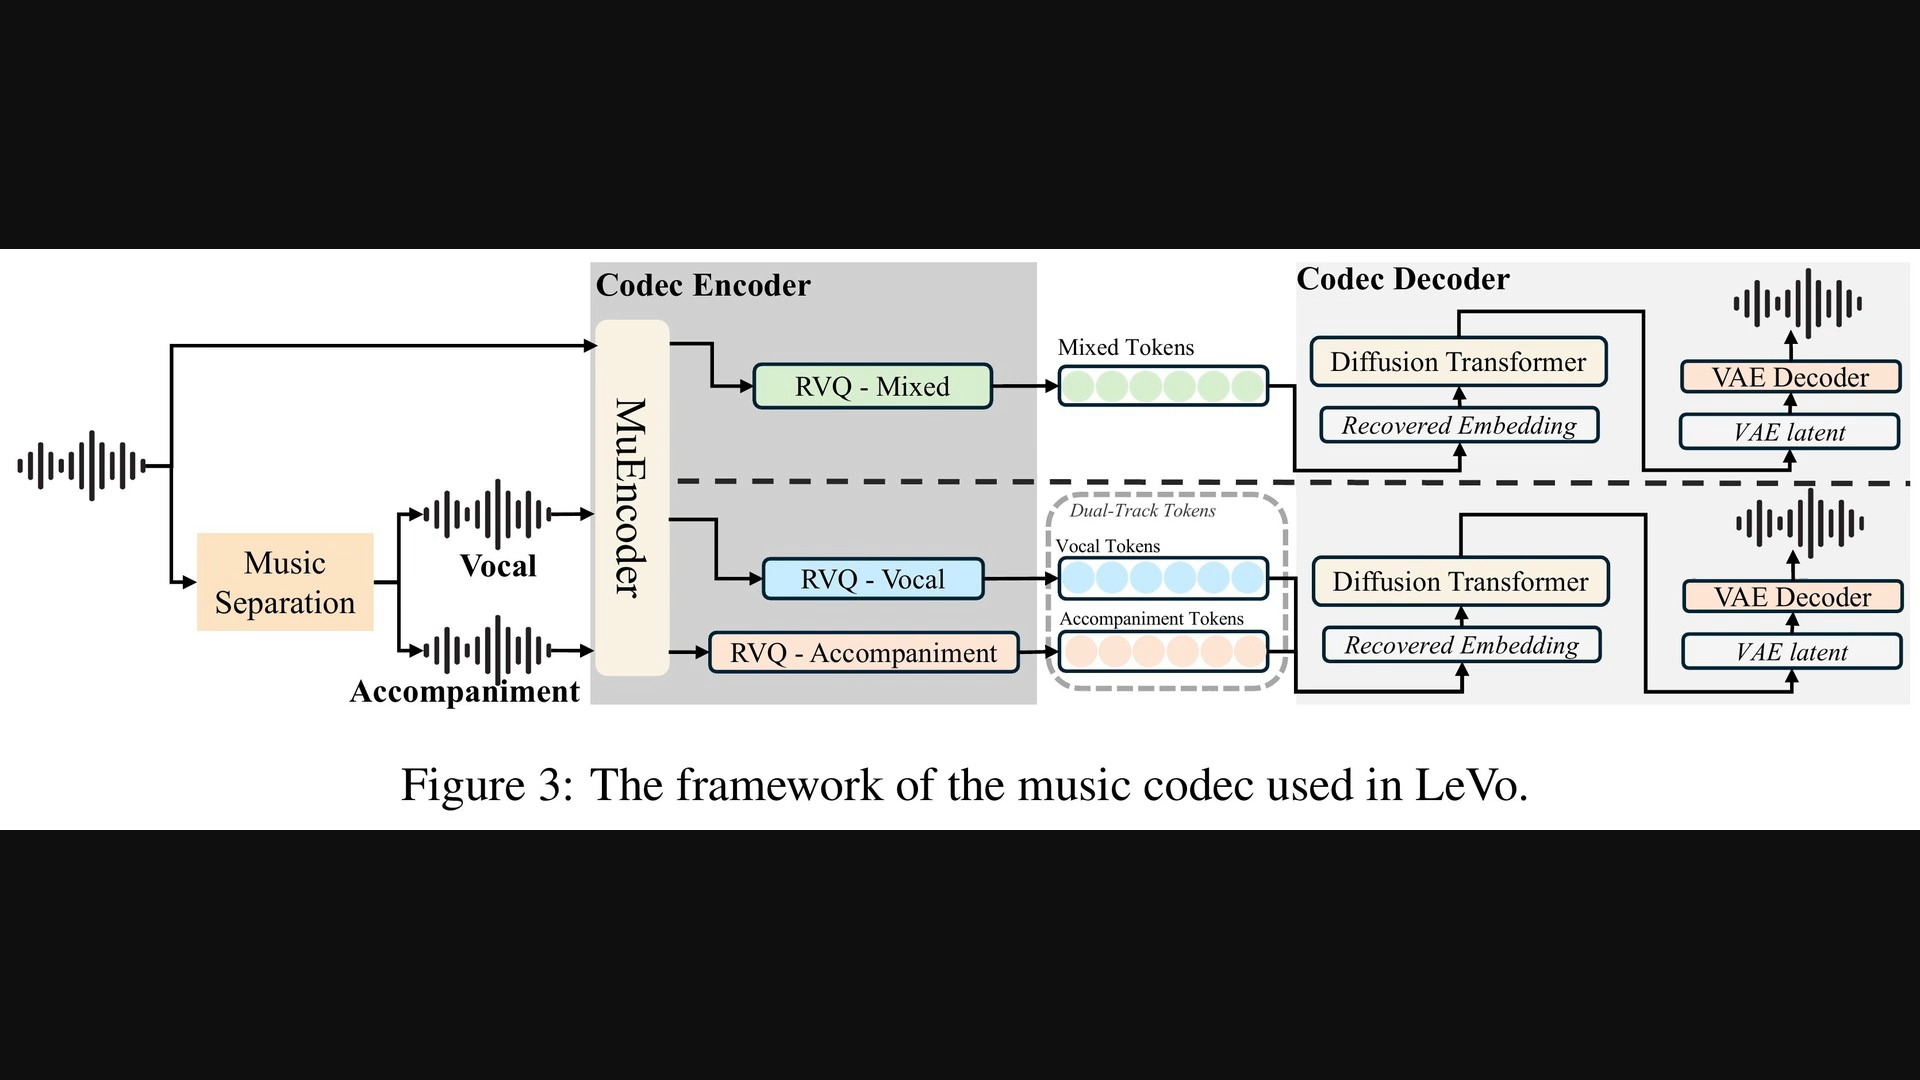 Codec Encoder
Codec Decoder
MuEncoder
RVQ - Mixed
Mixed Tokens
Diffusion Transformer
Recovered Embedding
VAE Decoder
VAE latent
Music
Separation
Vocal
Accompaniment
RVQ - Vocal
RVQ - Accompaniment
Dual-Track Tokens
Vocal Tokens
Accompaniment Tokens
Diffusion Transformer
Recovered Embedding
VAE Decoder
VAE latent
Figure 3: The framework of the music codec used in LeVo.